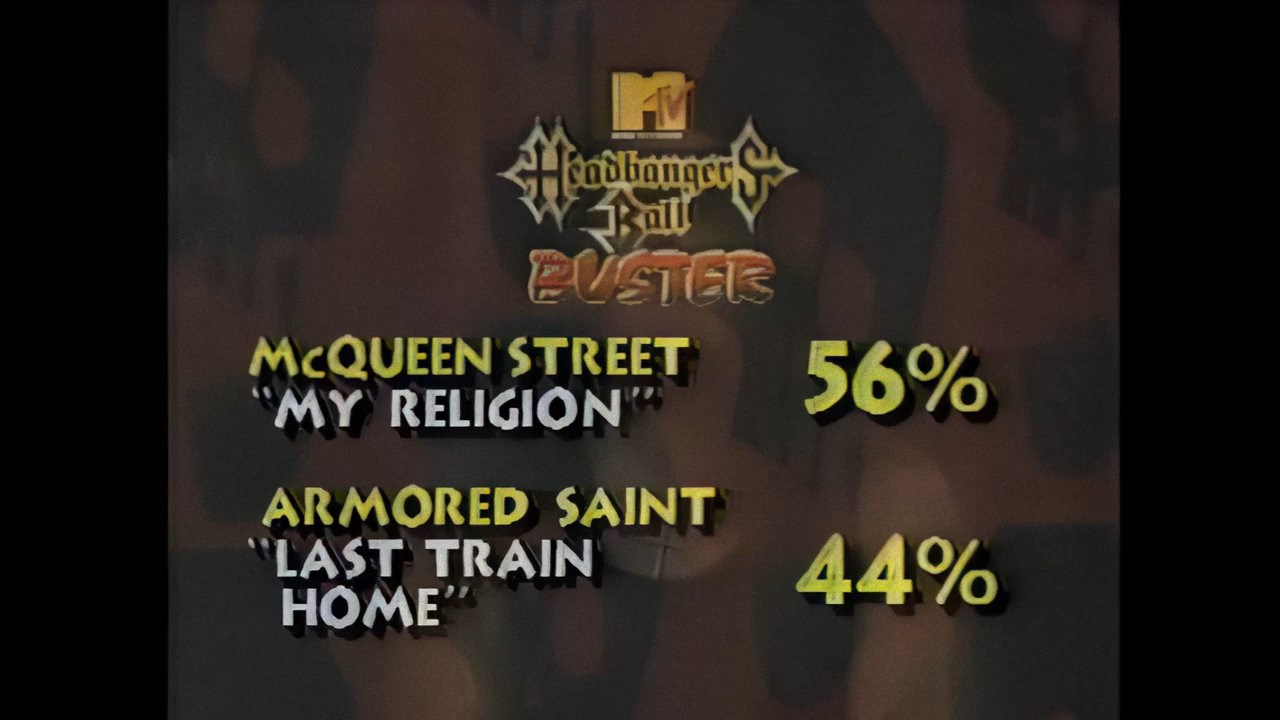 MTV
Headbangers
Ball
BUSTER
McQUEEN STREET 56%
"MY RELIGION"
ARMORED SAINT
"LAST TRAIN 44%
HOME"